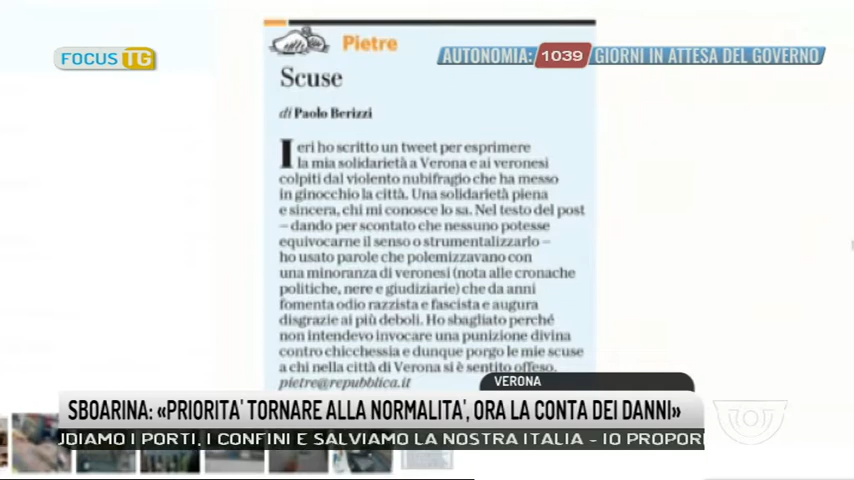 Pietre
FOCUS TG
AUTONOMIA: 1039 GIORNI IN ATTESA DEL GOVERNO
Scuse
di Paolo Berizzi
Ieri ho scritto un tweet per esprimere
la mia solidarietà a Verona e ai veronesi
colpiti dal violento nubifragio che ha messo
in ginocchio la città. Una solidarietà piena
e sincera, chi mi conosce lo sa. Nel testo del post
– dando per scontato che nessuno potesse
equivocarne il senso o strumentalizzarlo –
ho usato parole che polemizzavano con
una minoranza di veronesi (nota alle cronache
politiche, nere e giudiziarie) che da anni
fomenta odio razzista e fascista e augura
disgrazie ai più deboli. Ho sbagliato perché
non intendevo invocare una punizione divina
contro chicchessia e dunque porgo le mie scuse
a chi nella città di Verona si è sentito offeso.
pietre@repubblica.it
VERONA
SBOARINA: «PRIORITA' TORNARE ALLA NORMALITA', ORA LA CONTA DEI DANNI»
UDIAMO I PORTI, I CONFINI E SALVIAMO LA NOSTRA ITALIA - IO PROPOR